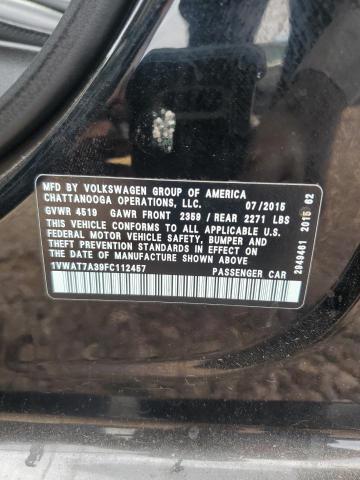 MFD BY VOLKSWAGEN GROUP OF AMERICA
CHATTANOOGA OPERATIONS, LLC. 07/2015
GVWR 4519 GAWR FRONT 2359 / REAR 2271 LBS
THIS VEHICLE CONFORMS TO ALL APPLICABLE U.S.
FEDERAL MOTOR VEHICLE SAFETY, BUMPER AND
THEFT PREVENTION STANDARDS IN EFFECT ON
THE DATE OF MANUFACTURE SHOWN ABOVE.
1VWAT7A39FC112457 PASSENGER CAR
2949461 2015 02